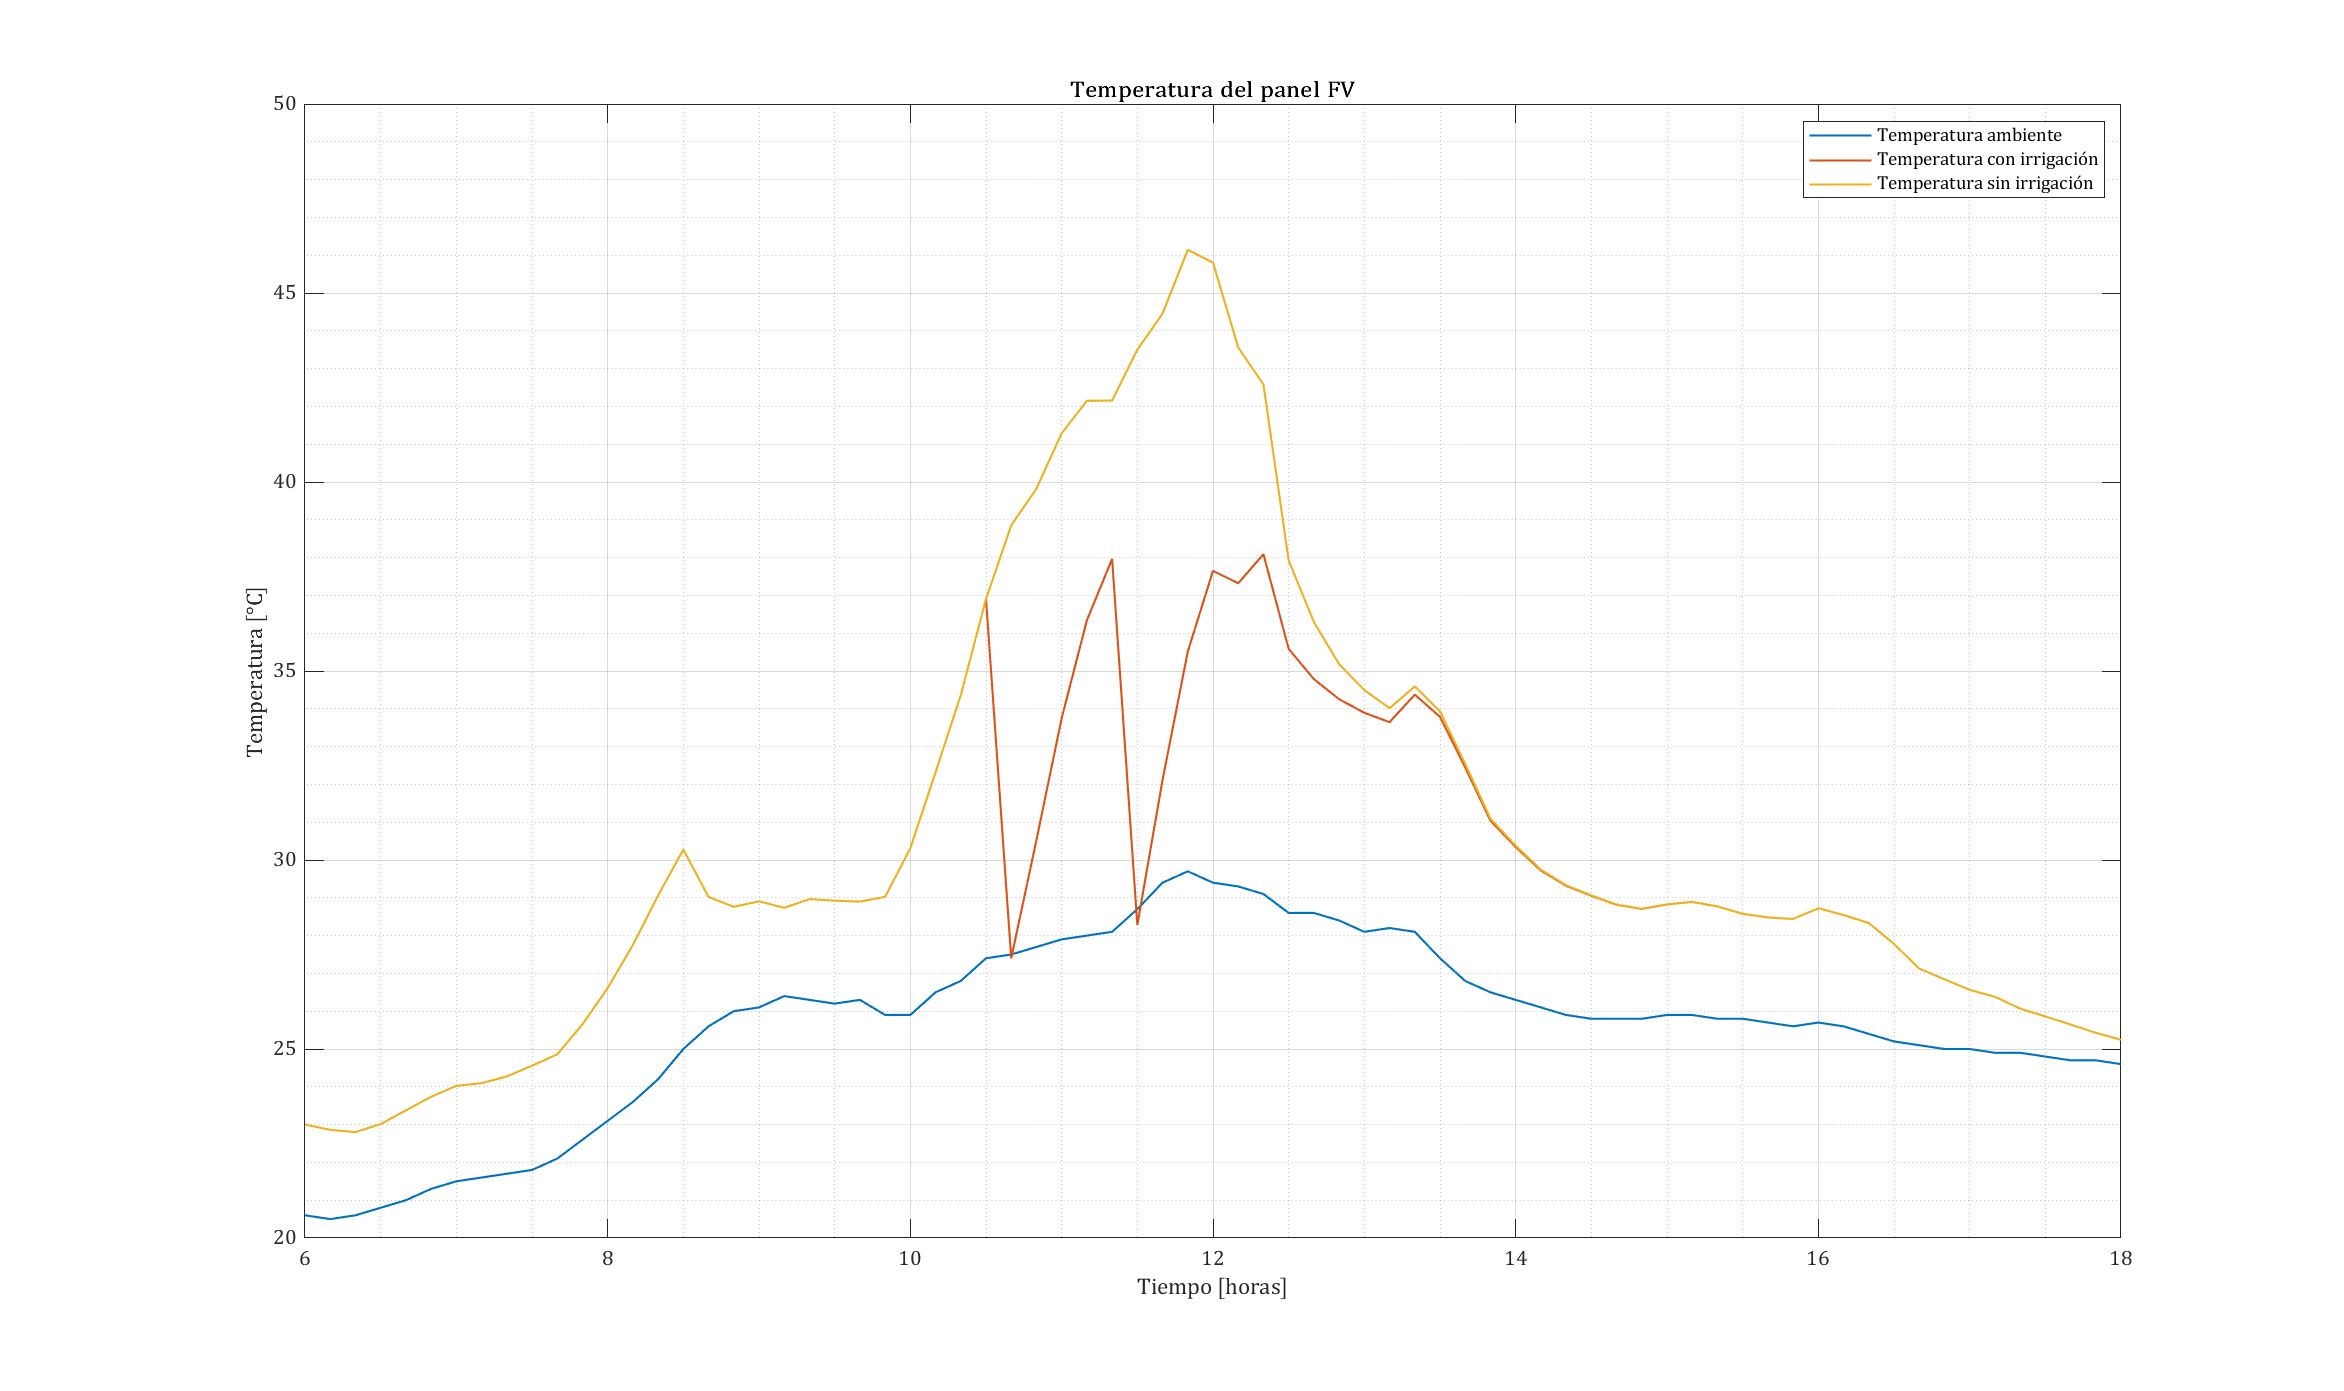 Temperatura del panel FV
50
45
40
35
30
25
20
Temperatura [°C]
Temperatura ambiente
Temperatura con irrigación
Temperatura sin irrigación
6 8 10 12 14 16 18
Tiempo [horas]